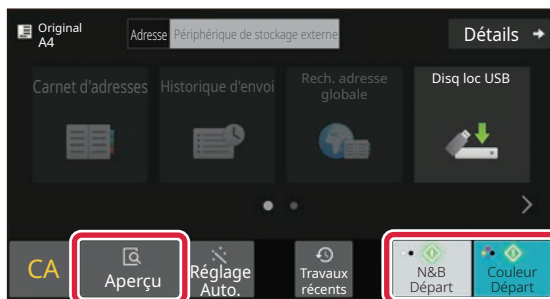 Original
A4
Adresse
Périphérique de stockage externe
Détails
Carnet d'adresses
Historique d'envoi
Rech. adresse
globale
Disq loc USB
CA
Aperçu
Réglage
Auto.
Travaux
récents
N&B
Départ
Couleur
Départ